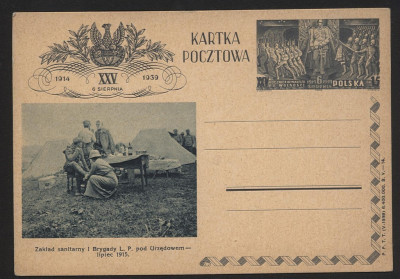 KARTKA
POCZTOWA
1914
XXV
1939
6 SIERPNIA
POLSKA
Zakład sanitarny I Brygady L. P. pod Urzędowem—
lipiec 1915.